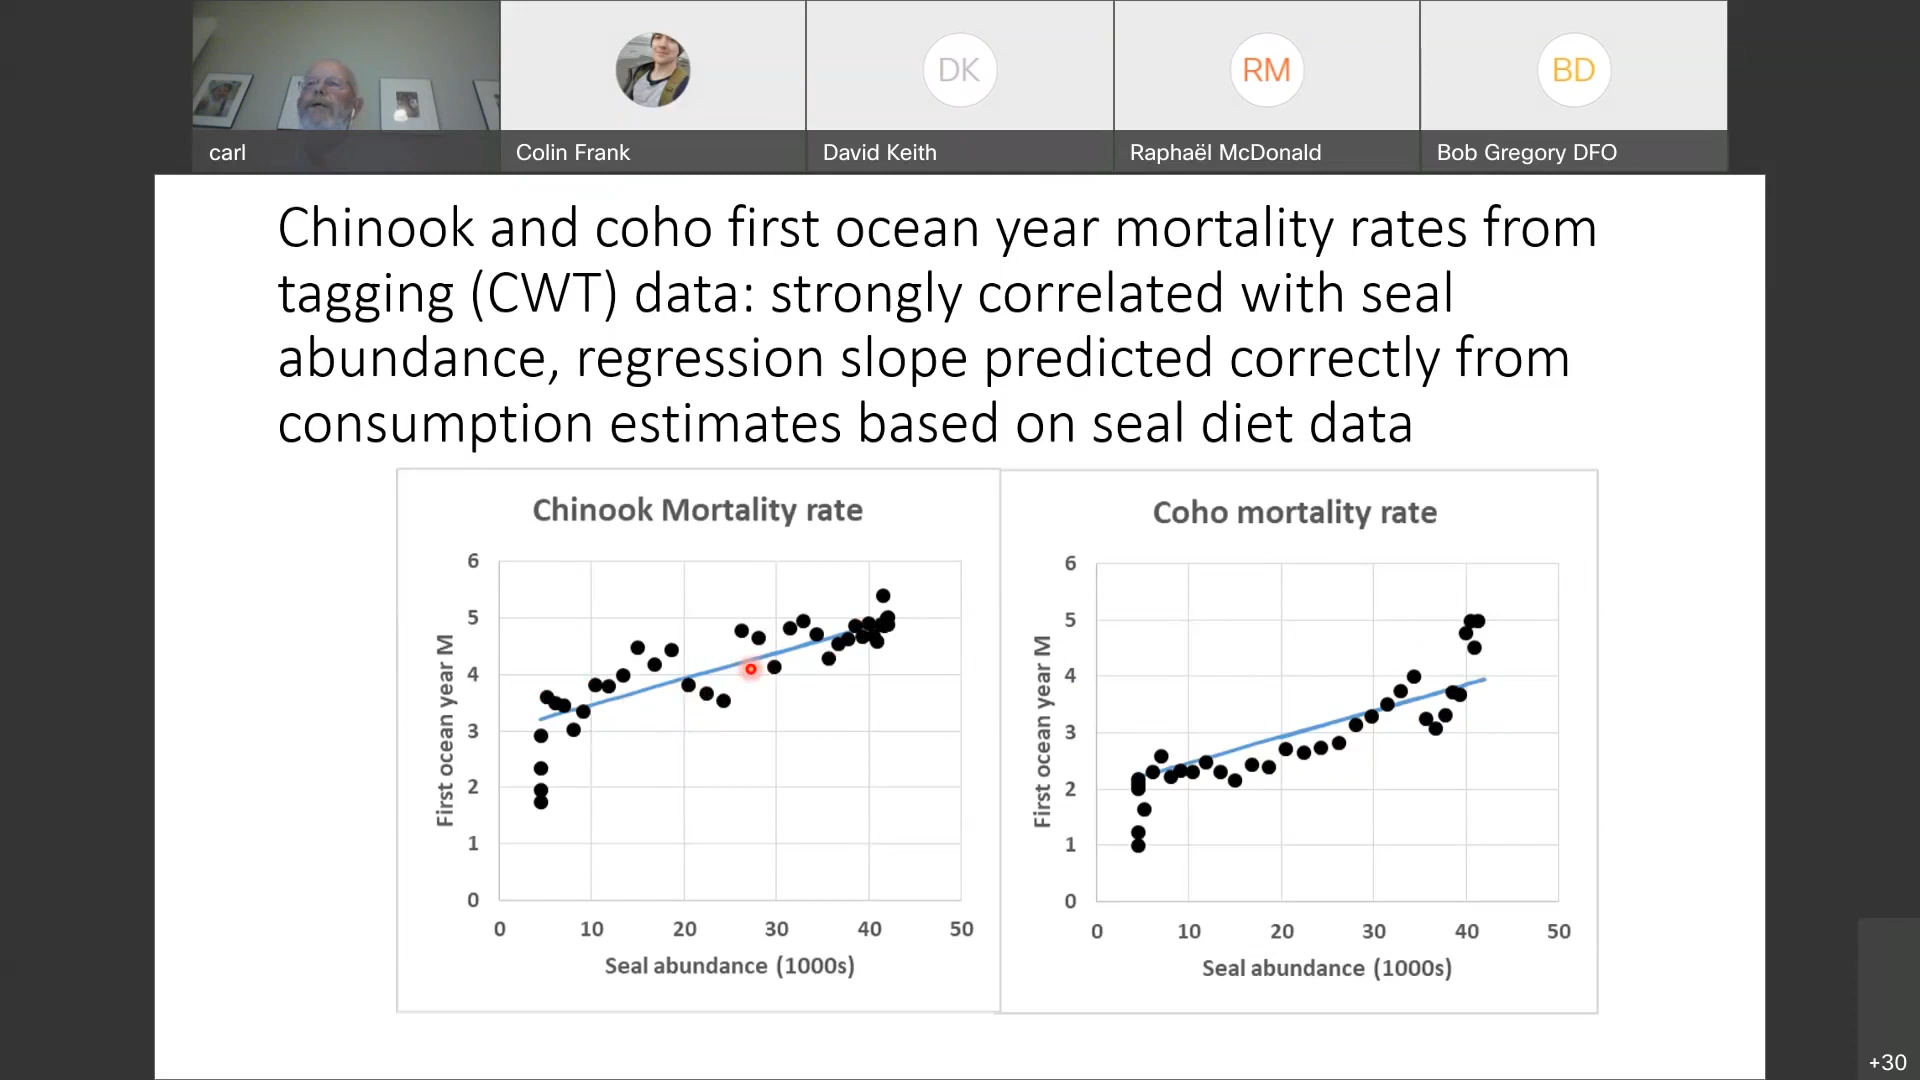 carl
Colin Frank
DK
David Keith
RM
Raphaël McDonald
BD
Bob Gregory DFO
Chinook and coho first ocean year mortality rates from
tagging (CWT) data: strongly correlated with seal
abundance, regression slope predicted correctly from
consumption estimates based on seal diet data
Chinook Mortality rate
First ocean year M
6
5
4
3
2
1
0
0 10 20 30 40 50
Seal abundance (1000s)
Coho mortality rate
First ocean year M
6
5
4
3
2
1
0
0 10 20 30 40 50
Seal abundance (1000s)
+30